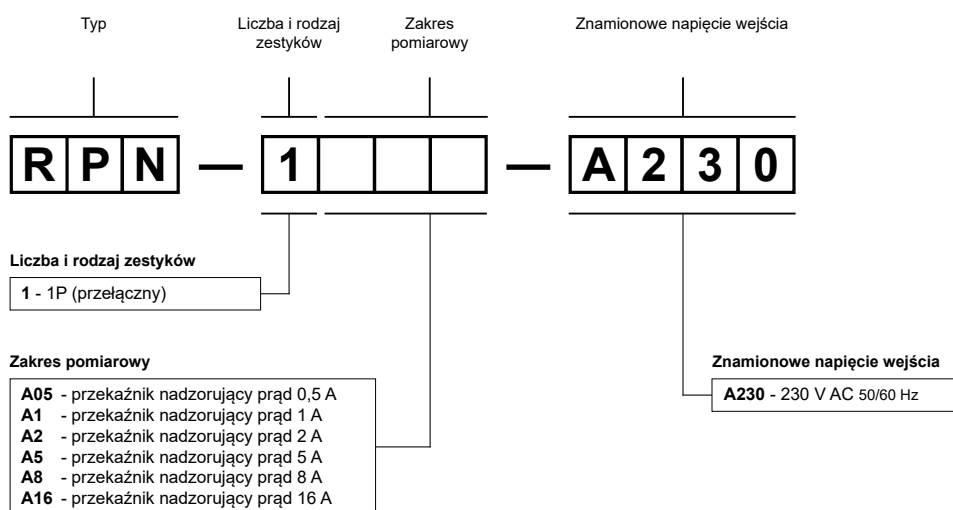 Typ
Liczba i rodzaj
zestyków
Zakres
pomiarowy
Znamionowe napięcie wejścia
RPN — 1 — A230
Liczba i rodzaj zestyków
1 - 1P (przełączny)
Zakres pomiarowy
A05 - przekaźnik nadzorujący prąd 0,5 A
A1 - przekaźnik nadzorujący prąd 1 A
A2 - przekaźnik nadzorujący prąd 2 A
A5 - przekaźnik nadzorujący prąd 5 A
A8 - przekaźnik nadzorujący prąd 8 A
A16 - przekaźnik nadzorujący prąd 16 A
Znamionowe napięcie wejścia
A230 - 230 V AC 50/60 Hz